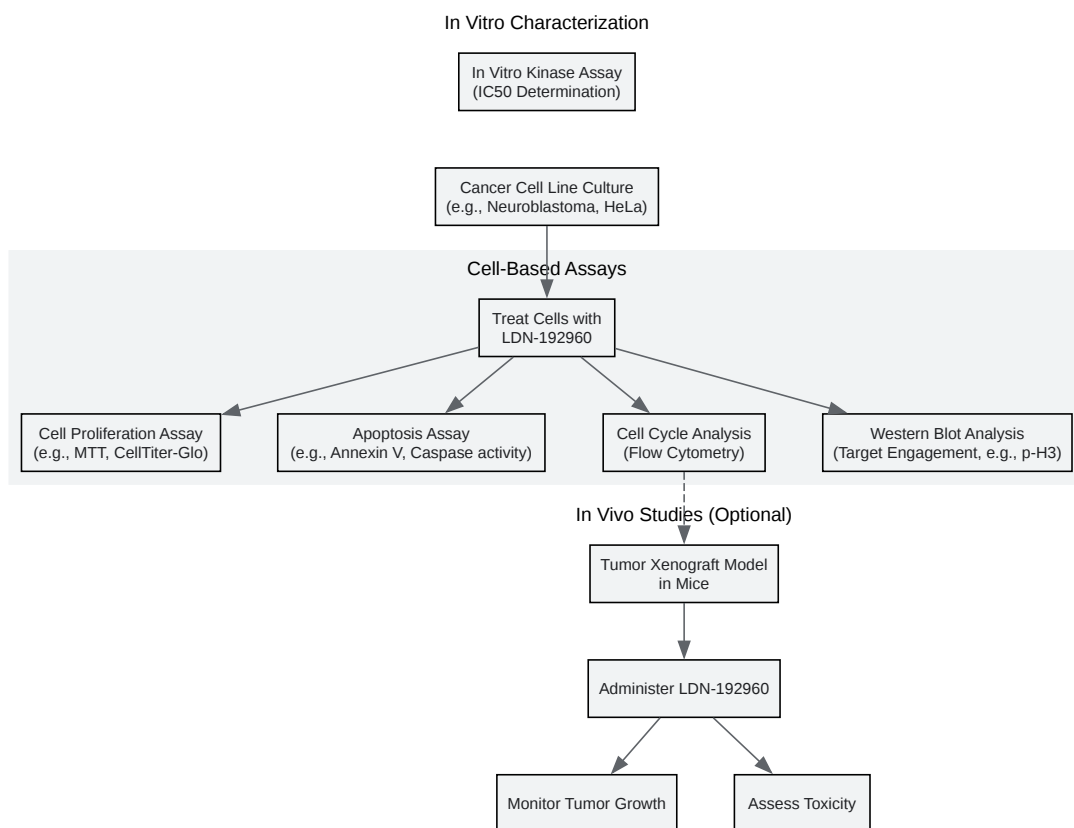 In Vitro Characterization
In Vitro Kinase Assay
(IC50 Determination)
Cancer Cell Line Culture
(e.g., Neuroblastoma, HeLa)
Cell-Based Assays
Treat Cells with
LDN-192960
Cell Proliferation Assay
(e.g., MTT, CellTiter-Glo)
Apoptosis Assay
(e.g., Annexin V, Caspase activity)
Cell Cycle Analysis
(Flow Cytometry)
Western Blot Analysis
(Target Engagement, e.g., p-H3)
In Vivo Studies (Optional)
Tumor Xenograft Model
in Mice
Administer LDN-192960
Monitor Tumor Growth
Assess Toxicity